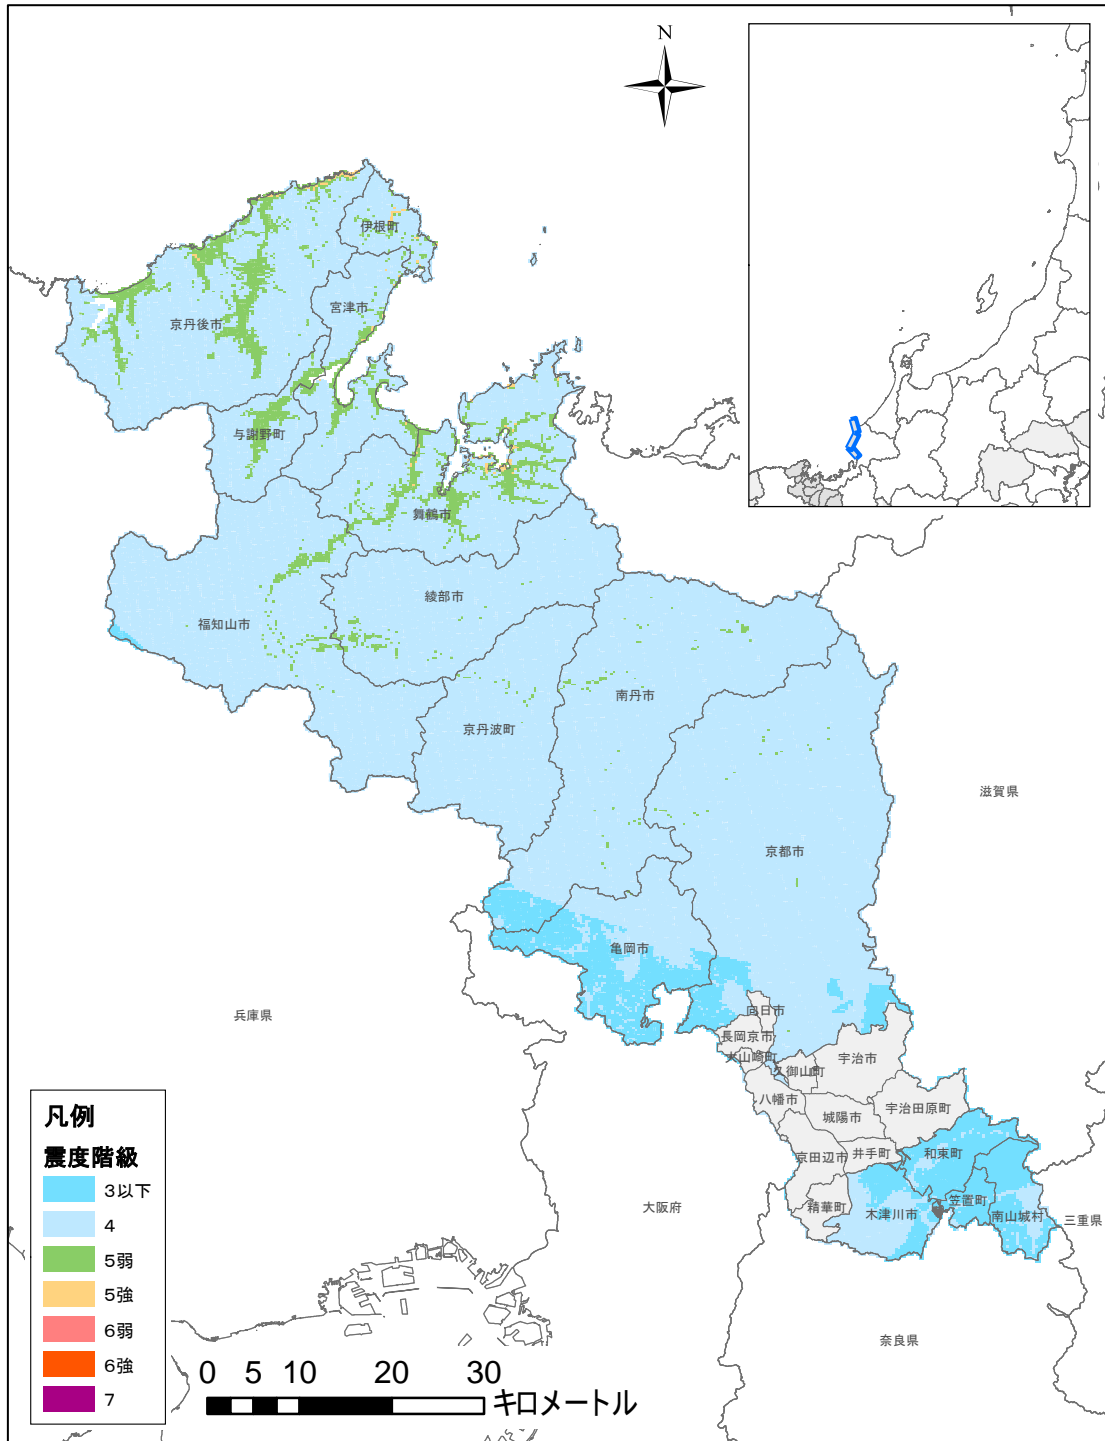 N
伊根町
宮津市
京丹後市
与謝野町
舞鶴市
綾部市
福知山市
南丹市
京丹波町
滋賀県
京都市
亀岡市
兵庫県
向日市
長岡京市
大山崎町
久御山町
宇治市
八幡市
城陽市
宇治田原町
京田辺市
井手町
和束町
精華町
木津川市
笠置町
南山城村
三重県
大阪府
奈良県
凡例
震度階級
3以下
4
5弱
5強
6弱
6強
7
0 5 10 20 30
キロメートル